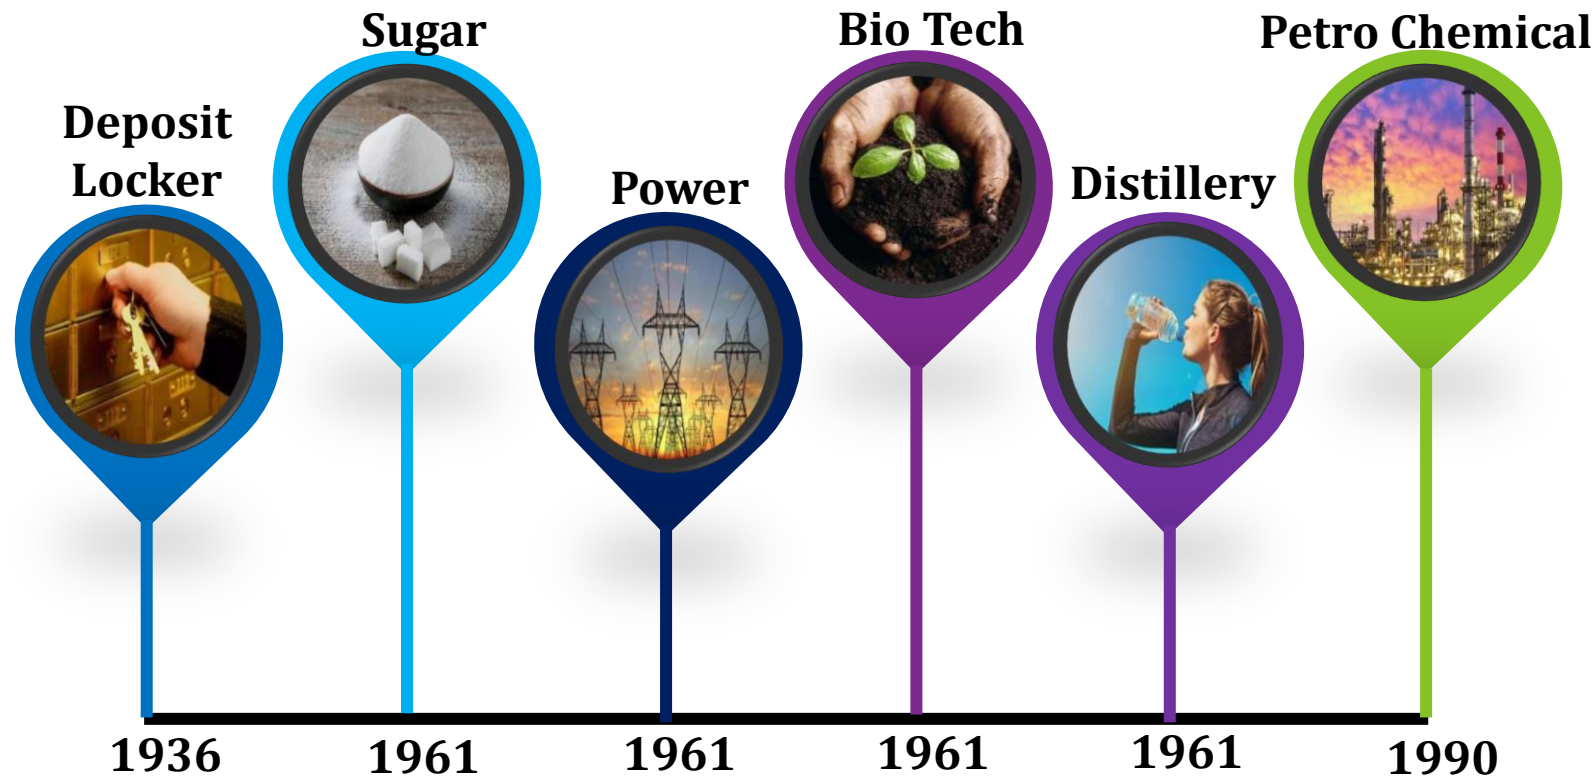 Deposit
Locker
Sugar
Power
Bio Tech
Distillery
Petro Chemical
1936
1961
1961
1961
1961
1990